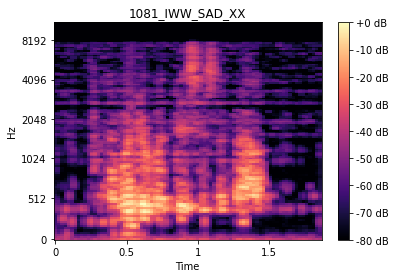 1081_IWW_SAD_XX
+0 dB
8192
-10 dB
4096
-20 dB
-30 dB
2048
Hz
-40 dB
1024
-50 dB
512
-60 dB
-70 dB
0
-80 dB
0
0.5
1
1.5
Time